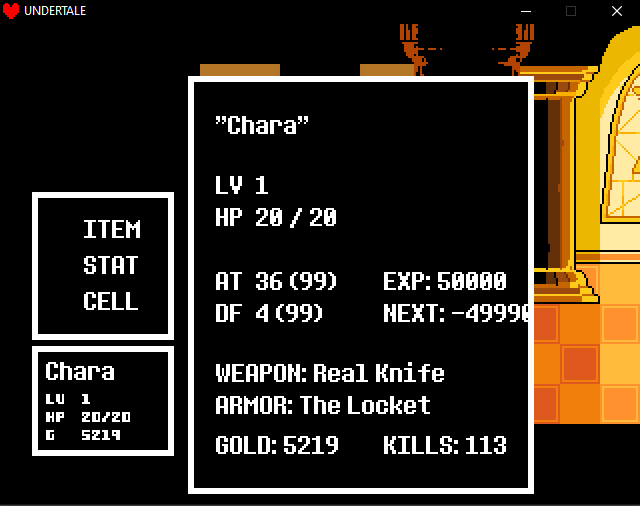 UNDERTALE
"Chara"
LV 1
HP 20 / 20
AT 36 (99) EXP: 50000
DF 4 (99) NEXT: -49990
WEAPON: Real Knife
ARMOR: The Locket
GOLD: 5219 KILLS: 113
ITEM
STAT
CELL
Chara
LV 1
HP 20/20
G 5219